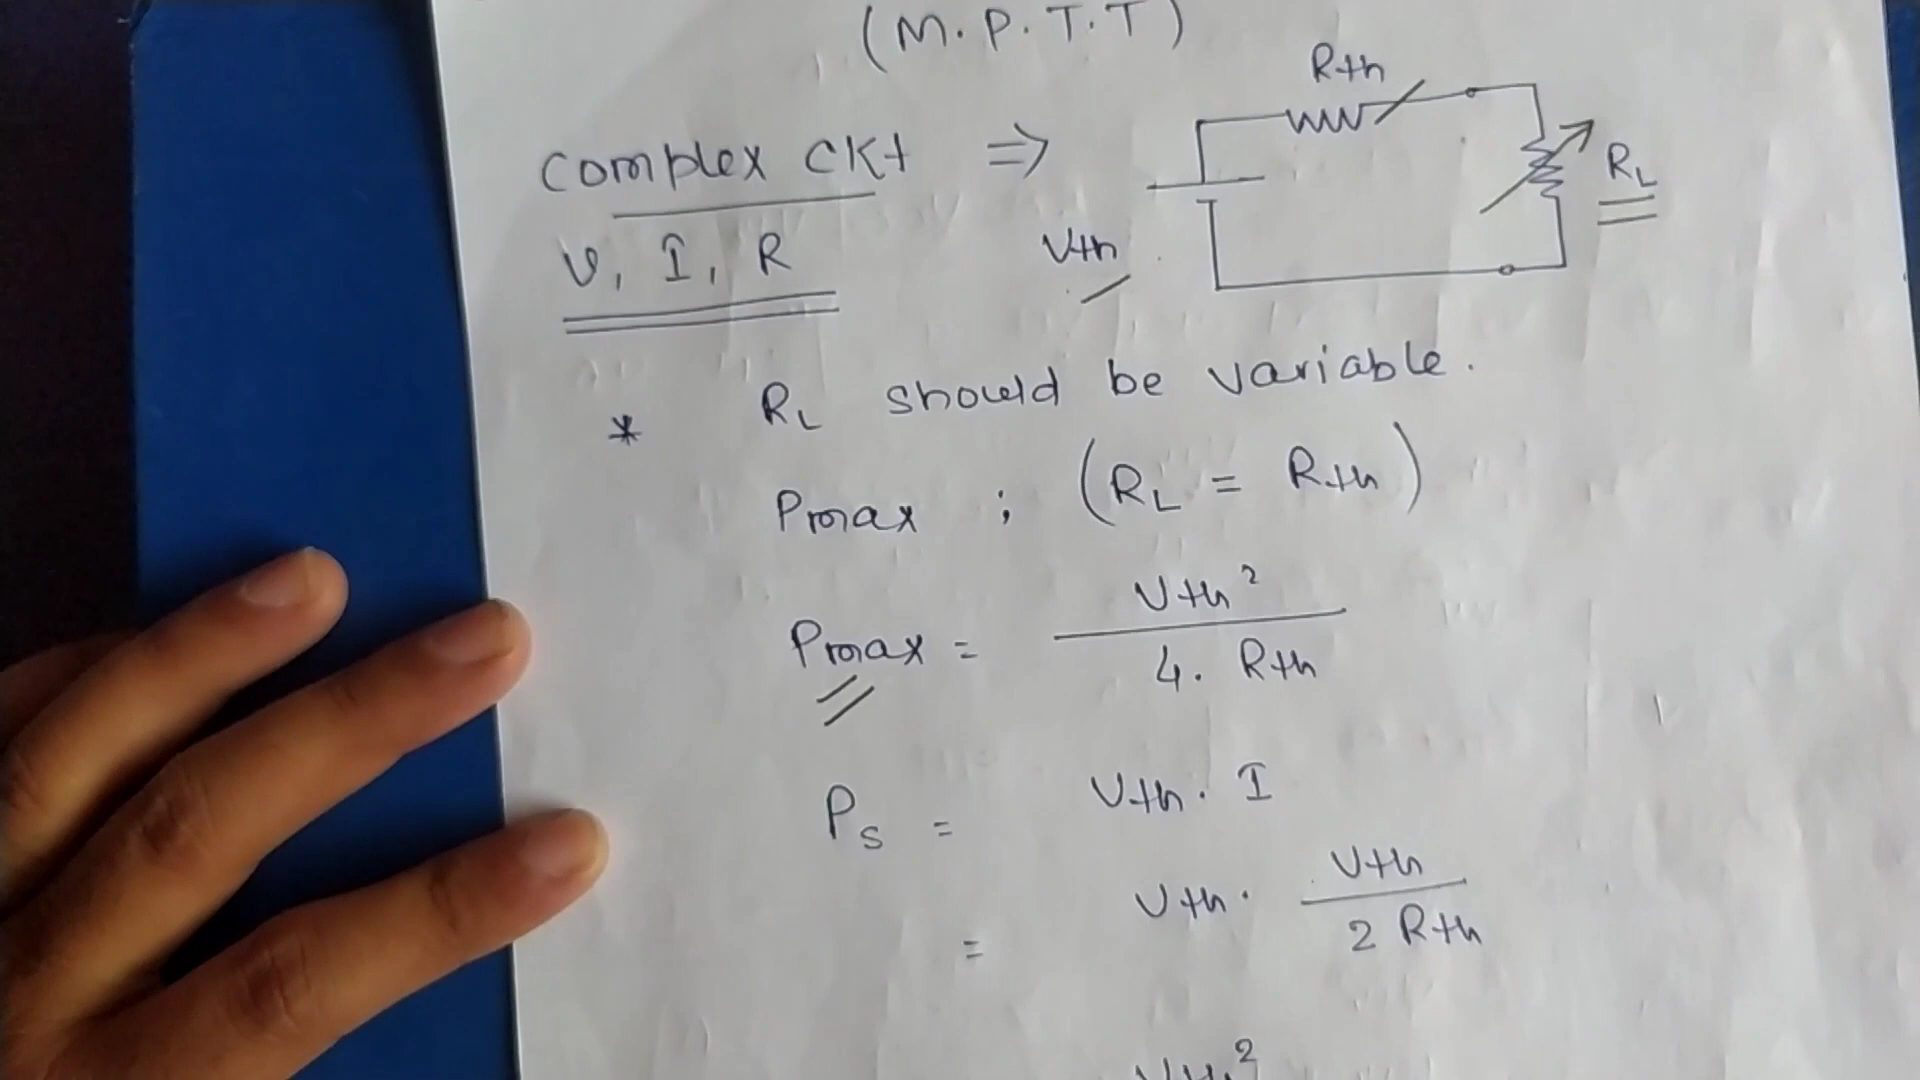 (M.P.T.T)
Rth
complex ckt ⇒
RL
V, I, R
Vth
* RL should be variable.
Pmax ; (RL = Rth)
Pmax = Vth² / 4. Rth
Ps = Vth. I
= Vth. Vth / 2 Rth
Vth²